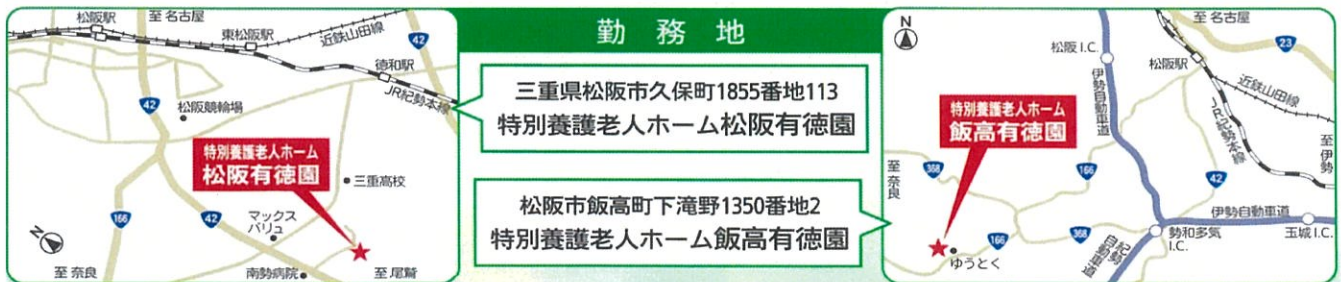 勤務地
三重県松阪市久保町1855番地113
特別養護老人ホーム松阪有徳園
松阪市飯高町下滝野1350番地2
特別養護老人ホーム飯高有徳園
松阪駅
至 名古屋
東松阪駅
近鉄山田線
42
徳和駅
JR紀勢本線
42
松阪競輪場
特別養護老人ホーム
松阪有徳園
三重高校
166
マックス
バリュ
42
N
至 奈良
南勢病院
至 尾鷲
N
至 名古屋
23
松阪 I.C.
松阪駅
伊勢自動車道
近鉄山田線
特別養護老人ホーム
飯高有徳園
JR紀勢本線
至 伊勢
至 奈良
368
166
42
伊勢自動車道
166
368
勢和多気
I.C.
玉城 I.C.
ゆうとく
紀勢
自動車道